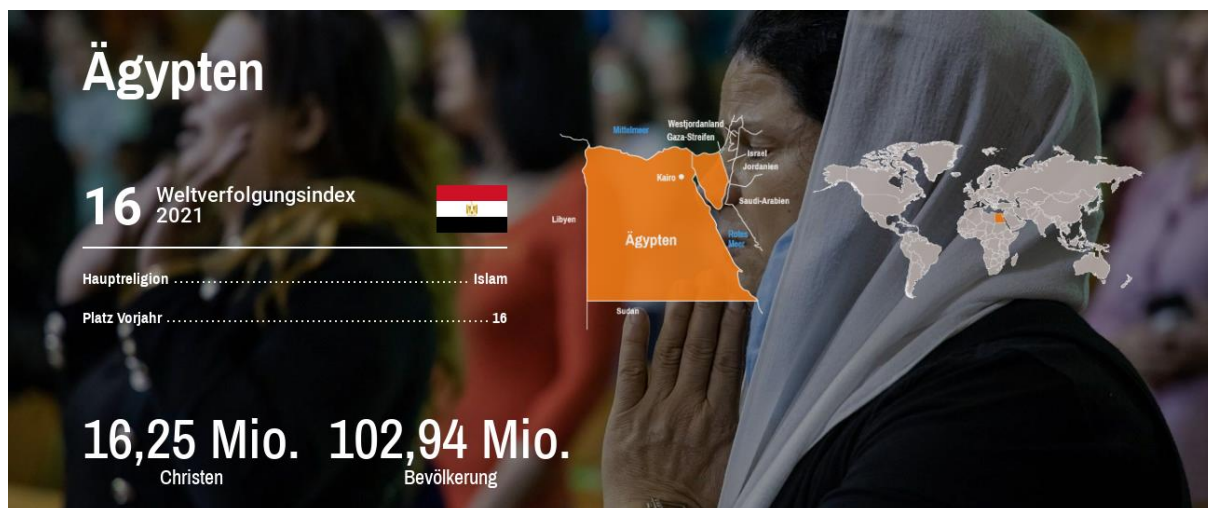 Ägypten
16 Weltverfolgungsindex
2021
Hauptreligion Islam
Platz Vorjahr 16
16,25 Mio.
Christen
102,94 Mio.
Bevölkerung
Mittelmeer
Westjordanland
Gaza-Streifen
Israel
Jordanien
Kairo
Saudi-Arabien
Libyen
Ägypten
Rotes
Meer
Sudan